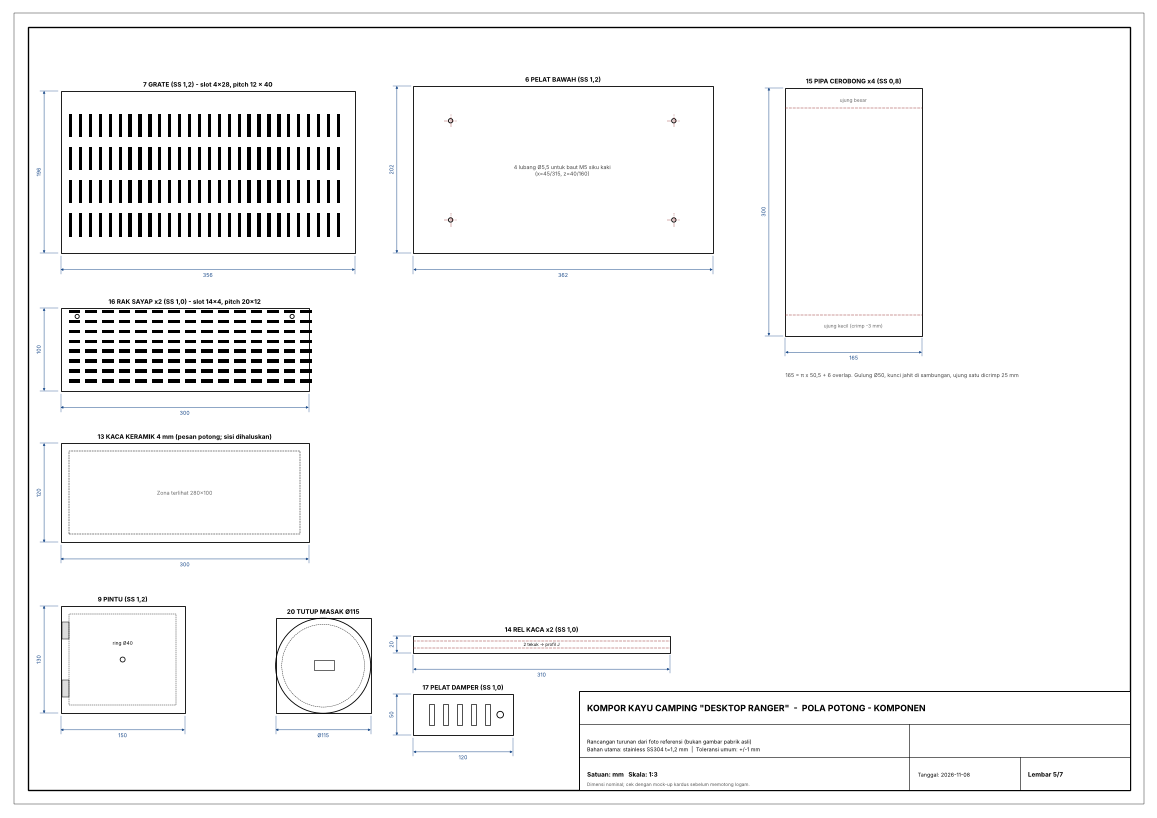 7 GRATE (SS 1,2) - slot 4×28, pitch 12 × 40
196
356
6 PELAT BAWAH (SS 1,2)
4 lubang Ø5,5 untuk baut M5 siku kaki
(x=45/315, z=40/160)
202
362
15 PIPA CEROBONG x4 (SS 0,8)
ujung besar
300
ujung kecil (crimp -3 mm)
165
165 = π x 50,5 + 6 overlap. Gulung Ø50, kunci jahit di sambungan, ujung satu dicrimp 25 mm
16 RAK SAYAP x2 (SS 1,0) - slot 14×4, pitch 20×12
100
300
13 KACA KERAMIK 4 mm (pesan potong; sisi dihaluskan)
120
Zona terlihat 280×100
300
9 PINTU (SS 1,2)
130
ring Ø40
150
20 TUTUP MASAK Ø115
Ø115
14 REL KACA x2 (SS 1,0)
20
2 tekuk → profil J
310
17 PELAT DAMPER (SS 1,0)
50
120
KOMPOR KAYU CAMPING "DESKTOP RANGER" - POLA POTONG - KOMPONEN
Rancangan turunan dari foto referensi (bukan gambar pabrik asli)
Bahan utama: stainless SS304 t=1,2 mm | Toleransi umum: +/-1 mm
Satuan: mm Skala: 1:3
Tanggal: 2026-11-08
Lembar 5/7
Dimensi nominal, cek dengan mock-up kardus sebelum memotong logam.